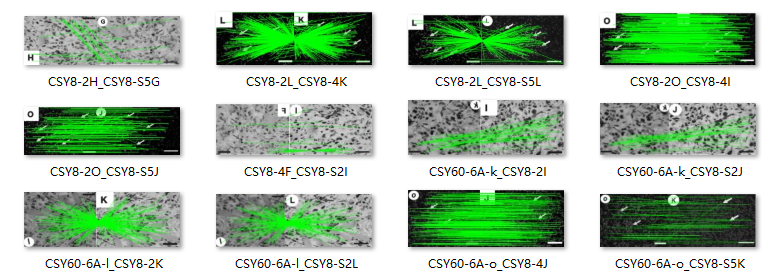 G
H
CSY8-2H_CSY8-S5G
L K
CSY8-2L_CSY8-4K
L L
CSY8-2L_CSY8-S5L
O
CSY8-2O_CSY8-4I
O J
CSY8-2O_CSY8-S5J
I
CSY8-4F_CSY8-S2I
I
CSY60-6A-k_CSY8-2I
J
CSY60-6A-k_CSY8-S2J
K
CSY60-6A-l_CSY8-2K
L
CSY60-6A-l_CSY8-S2L
o
CSY60-6A-o_CSY8-4J
o K
CSY60-6A-o_CSY8-S5K